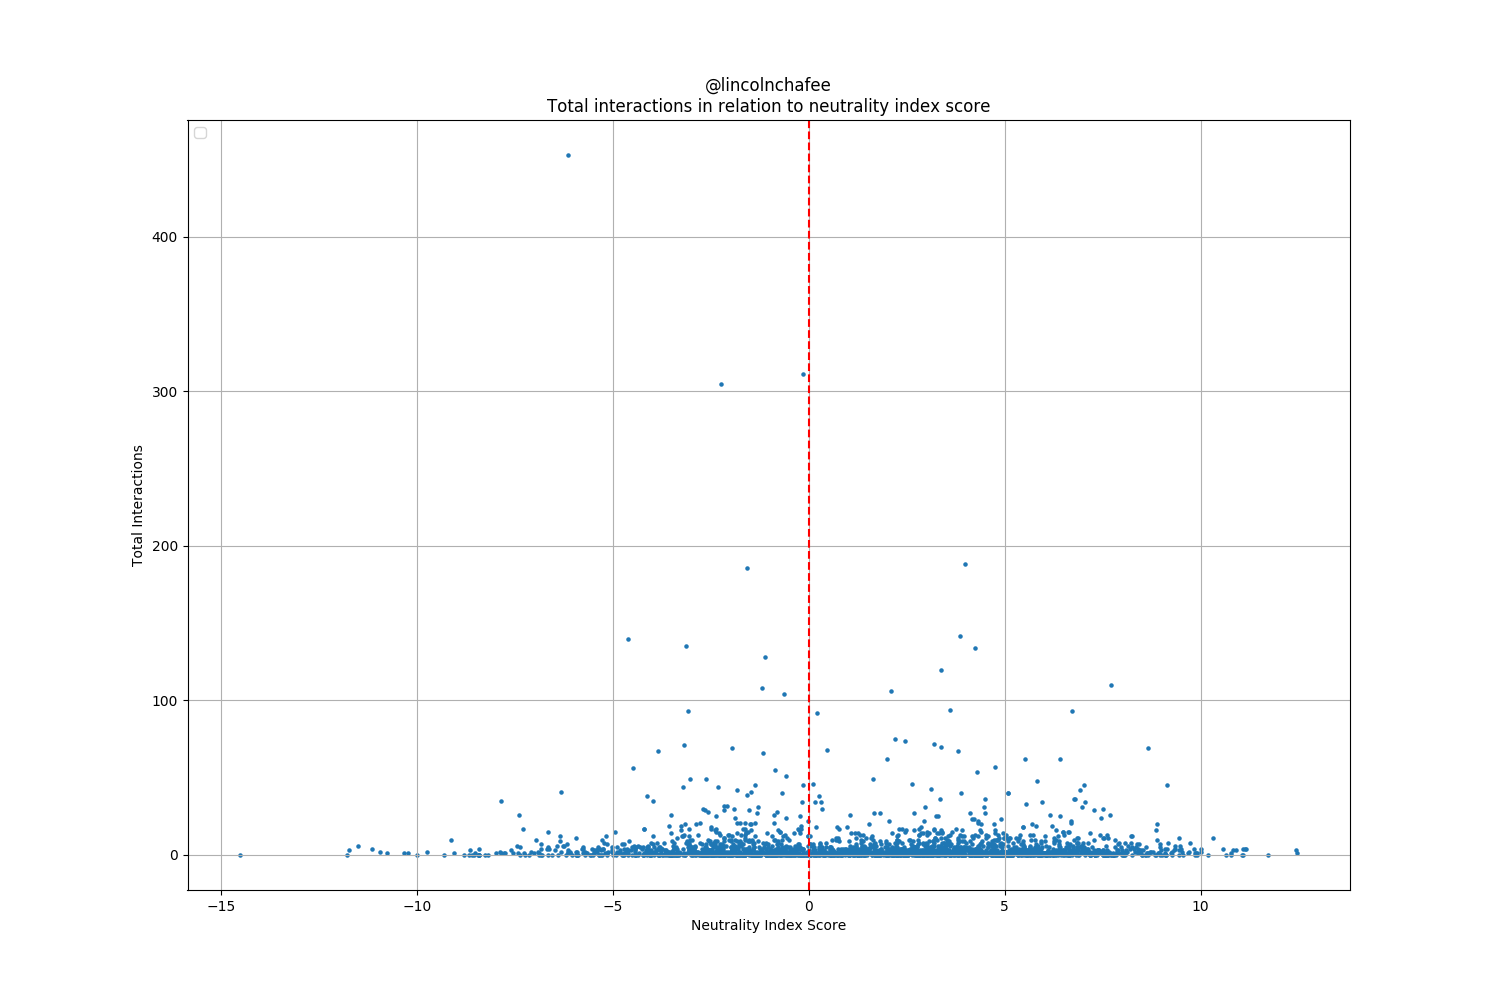 @lincolnchafee
Total interactions in relation to neutrality index score
400
300
200
100
0
Total Interactions
−15
−10
−5
0
5
10
Neutrality Index Score